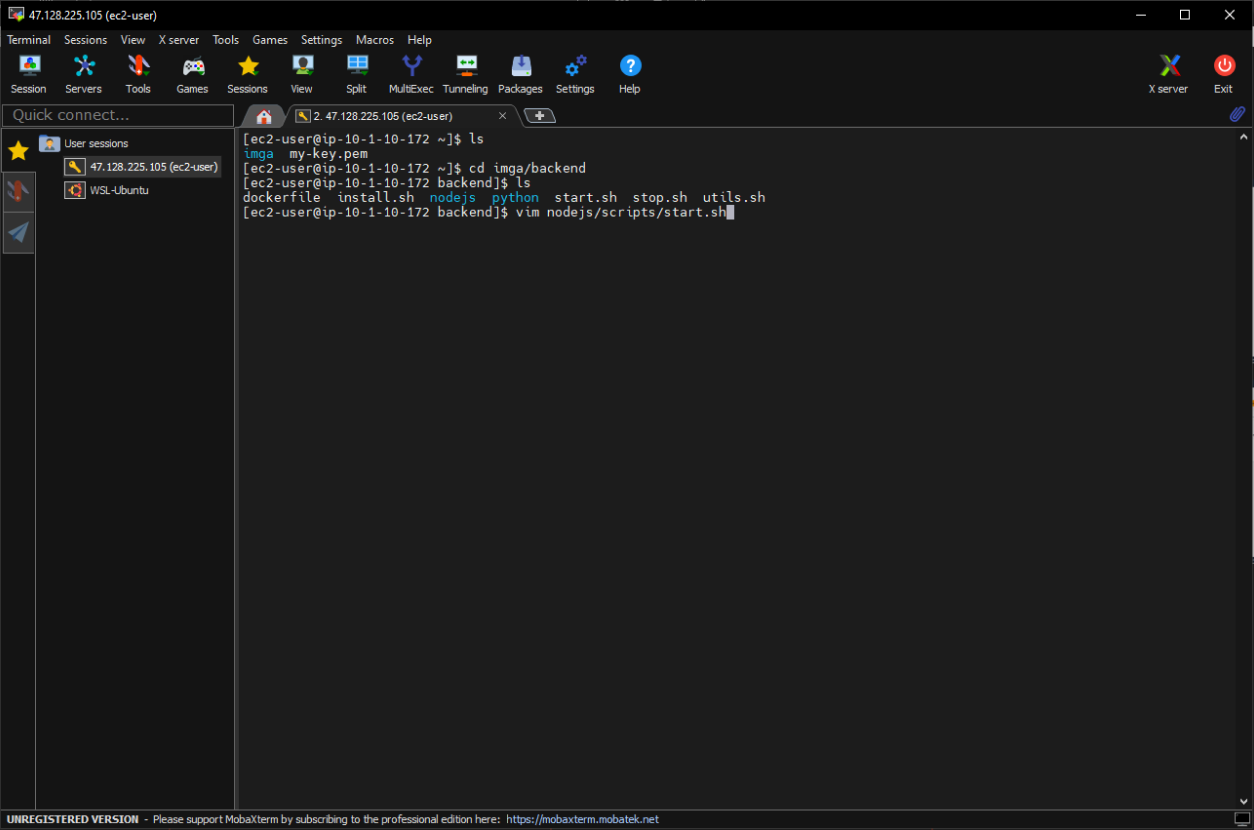 47.128.225.105 (ec2-user)
Terminal Sessions View X server Tools Games Settings Macros Help
Session Servers Tools Games Sessions View Split MultiExec Tunneling Packages Settings Help X server Exit
Quick connect...
2. 47.128.225.105 (ec2-user)
User sessions
47.128.225.105 (ec2-user)
WSL-Ubuntu
[ec2-user@ip-10-1-10-172 ~]$ ls
imga my-key.pem
[ec2-user@ip-10-1-10-172 ~]$ cd imga/backend
[ec2-user@ip-10-1-10-172 backend]$ ls
dockerfile install.sh nodejs python start.sh stop.sh utils.sh
[ec2-user@ip-10-1-10-172 backend]$ vim nodejs/scripts/start.sh
UNREGISTERED VERSION - Please support MobaXterm by subscribing to the professional edition here: https://mobaxterm.mobatek.net